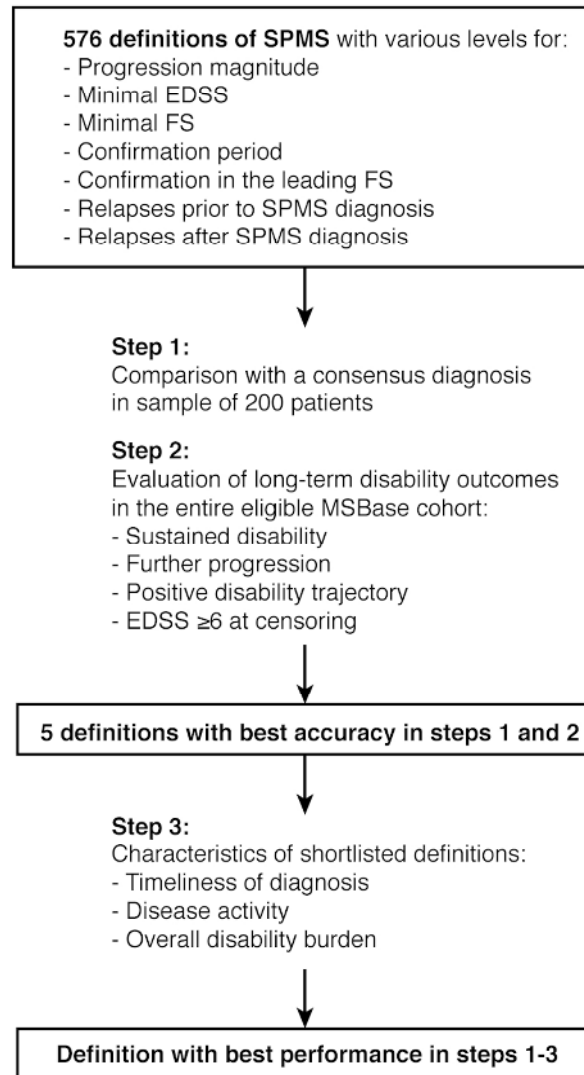 576 definitions of SPMS with various levels for:
- Progression magnitude
- Minimal EDSS
- Minimal FS
- Confirmation period
- Confirmation in the leading FS
- Relapses prior to SPMS diagnosis
- Relapses after SPMS diagnosis
Step 1:
Comparison with a consensus diagnosis
in sample of 200 patients
Step 2:
Evaluation of long-term disability outcomes
in the entire eligible MSBase cohort:
- Sustained disability
- Further progression
- Positive disability trajectory
- EDSS ≥6 at censoring
5 definitions with best accuracy in steps 1 and 2
Step 3:
Characteristics of shortlisted definitions:
- Timeliness of diagnosis
- Disease activity
- Overall disability burden
Definition with best performance in steps 1-3